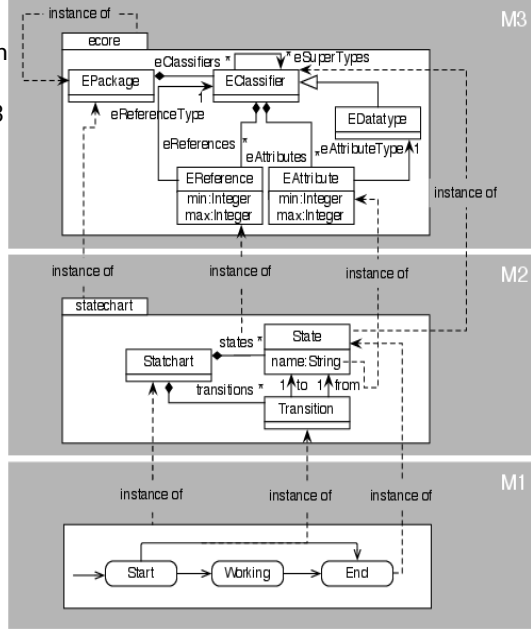 instance of
M3
ecore
n
eClassifiers *
* eSuperTypes
EPackage
EClassifier
1
8
eReferenceType
EDatatype
eReferences *
eAttributes *
eAttributeType 1
EReference
EAttribute
min:Integer
max:Integer
min:Integer
max:Integer
instance of
instance of
instance of
instance of
M2
statechart
states *
State
Statchart
name:String
transitions *
1 to
1 from
Transition
M1
instance of
instance of
instance of
Start
Working
End